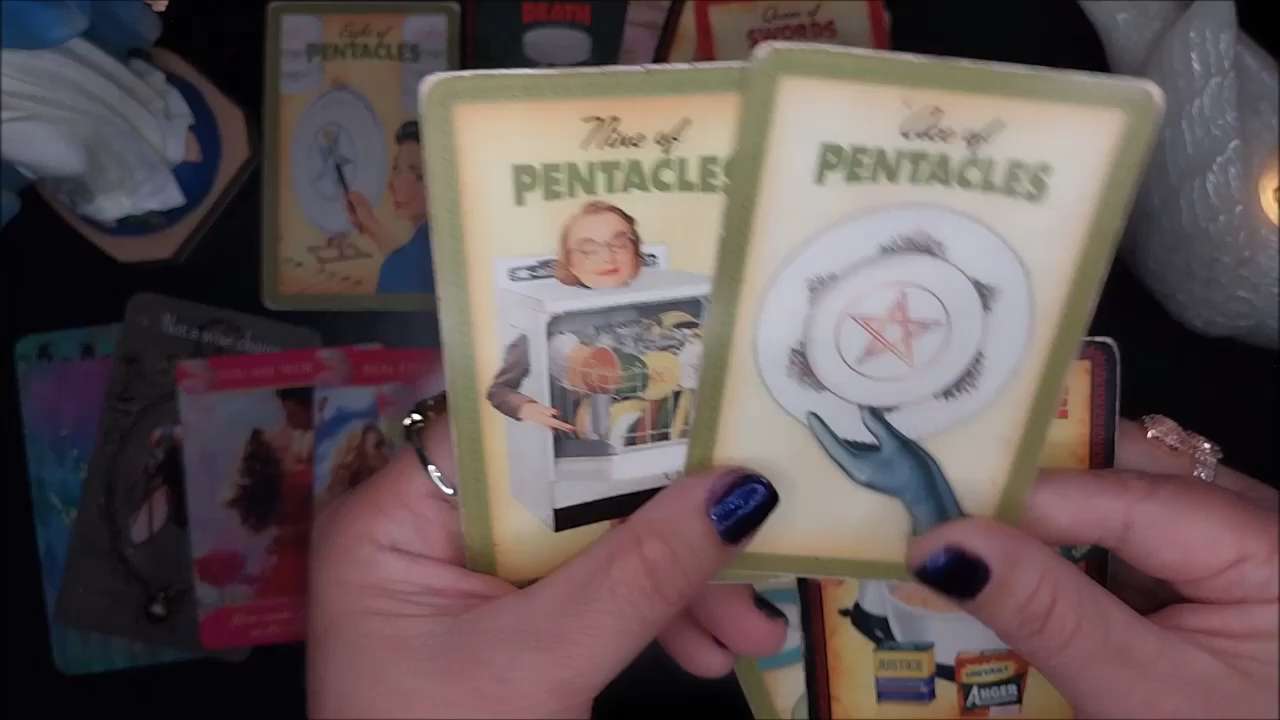 Eight of
PENTACLES
DEATH
Queen of
SWORDS
Nine of
PENTACLES
Ace of
PENTACLES
Not a wise choice
JUSTICE
INSTANT
ANGER